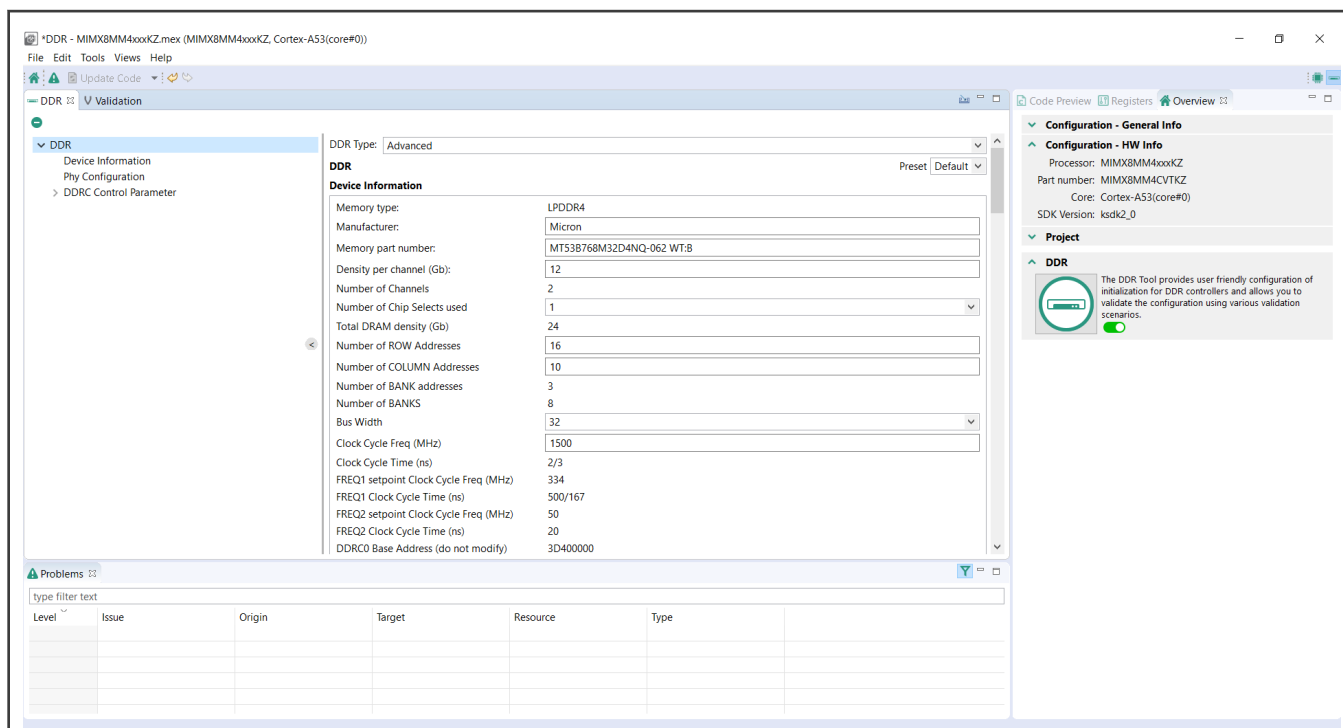 *DDR - MIMX8MM4xxxKZ.mex (MIMX8MM4xxxKZ, Cortex-A53(core#0))
File Edit Tools Views Help
Update Code
DDR
Validation
DDR
Device Information
Phy Configuration
DDRC Control Parameter
DDR Type: Advanced
DDR Preset Default
Device Information
Memory type: LPDDR4
Manufacturer: Micron
Memory part number: MT53B768M32D4NQ-062 WT:B
Density per channel (Gb): 12
Number of Channels 2
Number of Chip Selects used 1
Total DRAM density (Gb) 24
Number of ROW Addresses 16
Number of COLUMN Addresses 10
Number of BANK addresses 3
Number of BANKS 8
Bus Width 32
Clock Cycle Freq (MHz) 1500
Clock Cycle Time (ns) 2/3
FREQ1 setpoint Clock Cycle Freq (MHz) 334
FREQ1 Clock Cycle Time (ns) 500/167
FREQ2 setpoint Clock Cycle Freq (MHz) 50
FREQ2 Clock Cycle Time (ns) 20
DDRC0 Base Address (do not modify) 3D400000
Code Preview Registers Overview
Configuration - General Info
Configuration - HW Info
Processor: MIMX8MM4xxxKZ
Part number: MIMX8MM4CVTKZ
Core: Cortex-A53(core#0)
SDK Version: ksdk2_0
Project
DDR
The DDR Tool provides user friendly configuration of
initialization for DDR controllers and allows you to
validate the configuration using various validation
scenarios.
Problems
type filter text
Level Issue Origin Target Resource Type